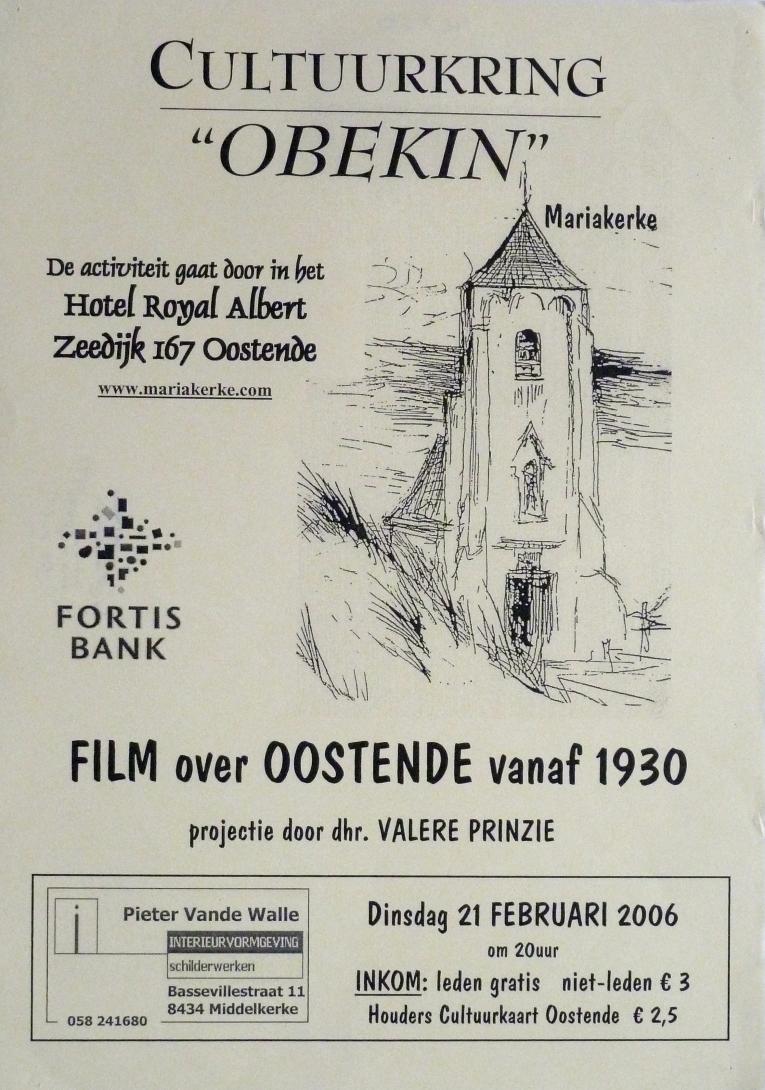 CULTUURKRING
"OBEKIN"
Mariakerke
De activiteit gaat door in het
Hotel Royal Albert
Zeedijk 167 Oostende
www.mariakerke.com
FORTIS
BANK
FILM over OOSTENDE vanaf 1930
projectie door dhr. VALERE PRINZIE
i
Pieter Vande Walle
INTERIEURVORMGEVING
schilderwerken
Bassevillestraat 11
8434 Middelkerke
058 241680
Dinsdag 21 FEBRUARI 2006
om 20uur
INKOM: leden gratis niet-leden € 3
Houders Cultuurkaart Oostende € 2,5